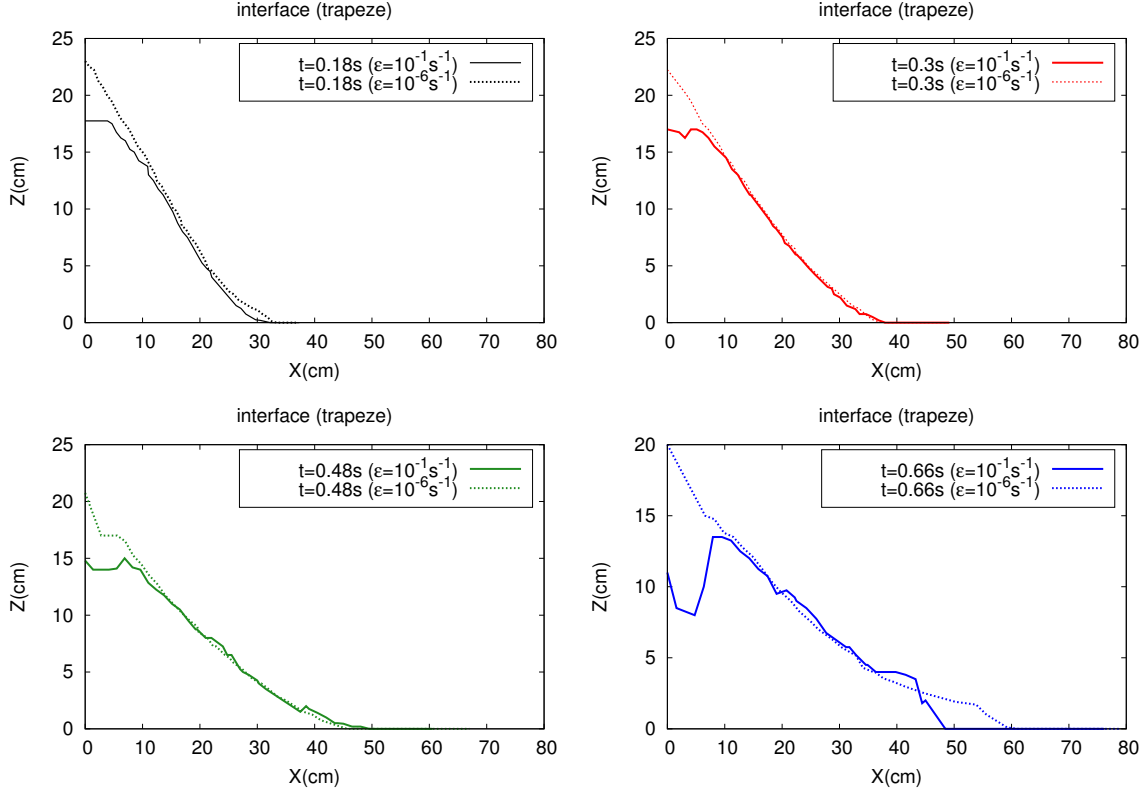 interface (trapeze)
25
20
15
10
5
0
Z(cm)
t=0.18s (ε=10⁻¹s⁻¹)
t=0.18s (ε=10⁻⁶s⁻¹)
0 10 20 30 40 50 60 70 80
X(cm)
interface (trapeze)
25
20
15
10
5
0
Z(cm)
t=0.3s (ε=10⁻¹s⁻¹)
t=0.3s (ε=10⁻⁶s⁻¹)
0 10 20 30 40 50 60 70 80
X(cm)
interface (trapeze)
25
20
15
10
5
0
Z(cm)
t=0.48s (ε=10⁻¹s⁻¹)
t=0.48s (ε=10⁻⁶s⁻¹)
0 10 20 30 40 50 60 70 80
X(cm)
interface (trapeze)
20
15
10
5
0
Z(cm)
t=0.66s (ε=10⁻¹s⁻¹)
t=0.66s (ε=10⁻⁶s⁻¹)
0 10 20 30 40 50 60 70 80
X(cm)